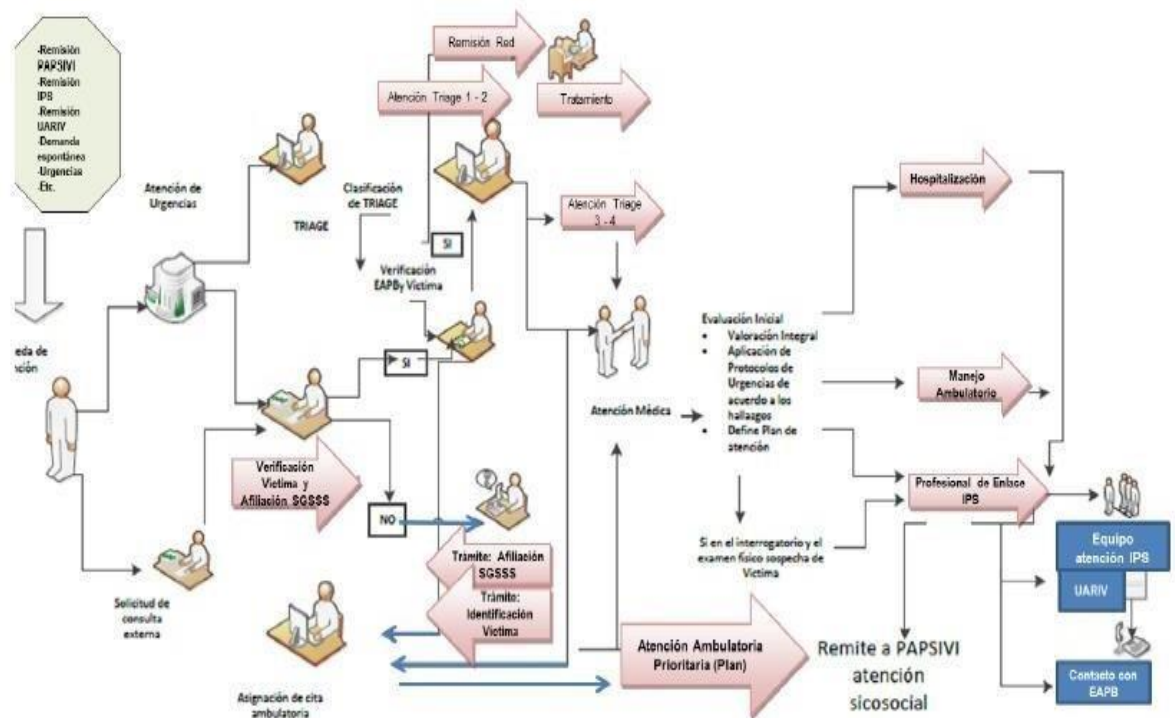 -Remisión
PAPSIVI
-Remisión
IPS
-Remisión
UARIV
-Demanda
espontánea
-Urgencias
-Etc.
Remisión Red
Atención Triage 1 - 2
Tratamiento
Atención de
Urgencias
TRIAGE
Clasificación
de TRIAGE
SI
Verificación
EAPBy Victima
Atención Triage
3 - 4
Hospitalización
eda de
nción
SI
Verificación
Victima y
Afiliación SGSSS
NO
Atención Médica
Evaluación Inicial
• Valoración Integral
• Aplicación de
Protocolos de
Urgencias de
acuerdo a los
hallazgos
• Define Plan de
atención
Manejo
Ambulatorio
Profesional de Enlace
IPS
Si en el interrogatorio y el
examen físico sospecha de
Victima
Equipo
atención IPS
UARIV
Contacto con
EAPB
Solicitud de
consulta
externa
Trámite: Afiliación
SGSSS
Trámite:
Identificación
Victima
Asignación de cita
ambulatoria
Atención Ambulatoria
Prioritaria (Plan)
Remite a PAPSIVI
atención
sicosocial